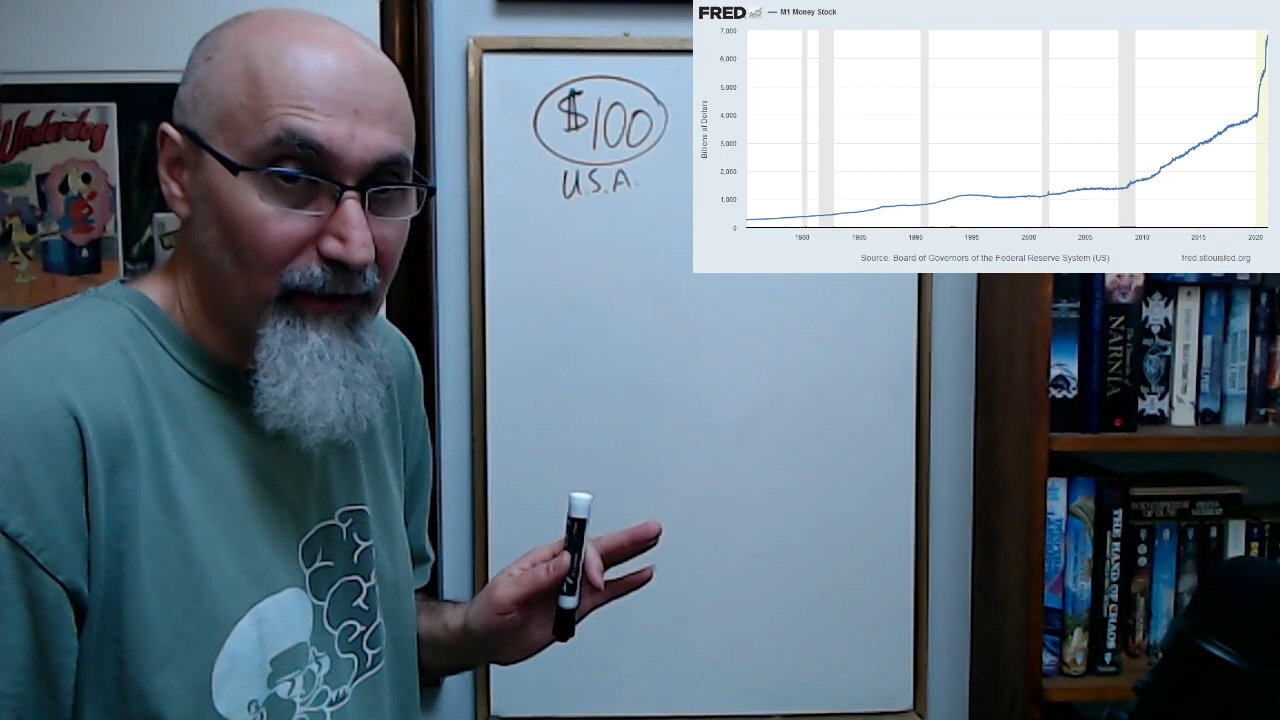 Underdog
$100
U.S.A.
FRED
M1 Money Stock
7,000
6,000
5,000
4,000
3,000
2,000
1,000
0
Billions of Dollars
1980 1985 1990 1995 2000 2005 2010 2015 2020
Source: Board of Governors of the Federal Reserve System (US) fred.stlouisfed.org
NARNIA
THE HAND OF CHAOS